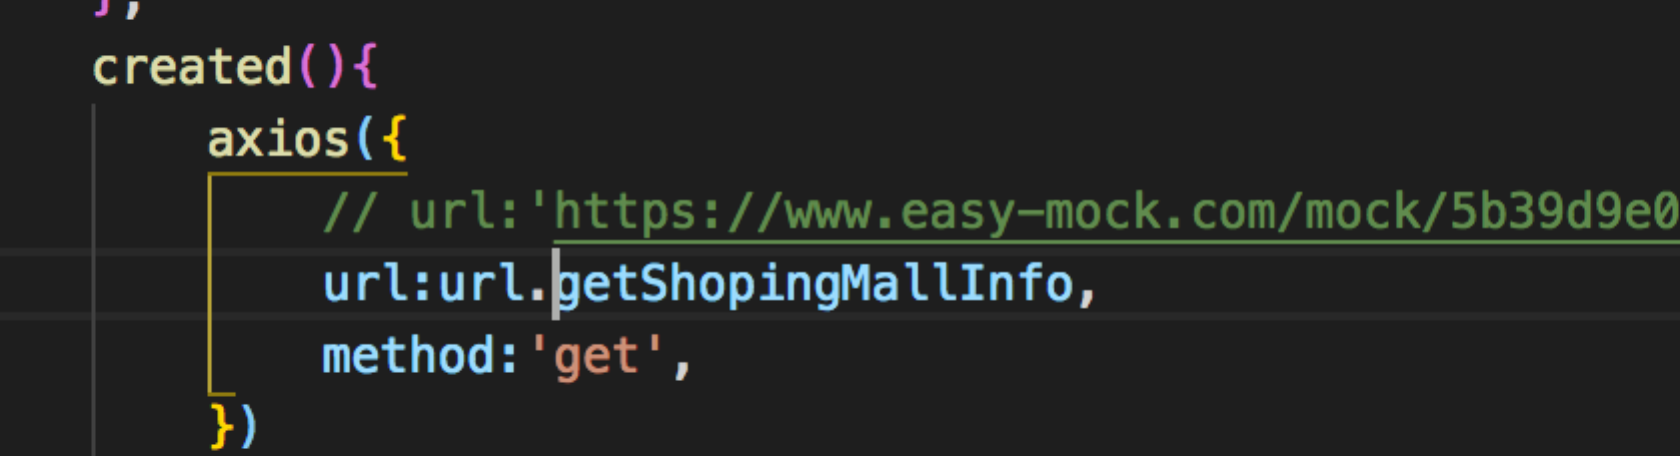 },
created(){
axios({
// url:'https://www.easy-mock.com/mock/5b39d9e0
url:url.getShopingMallInfo,
method:'get',
})